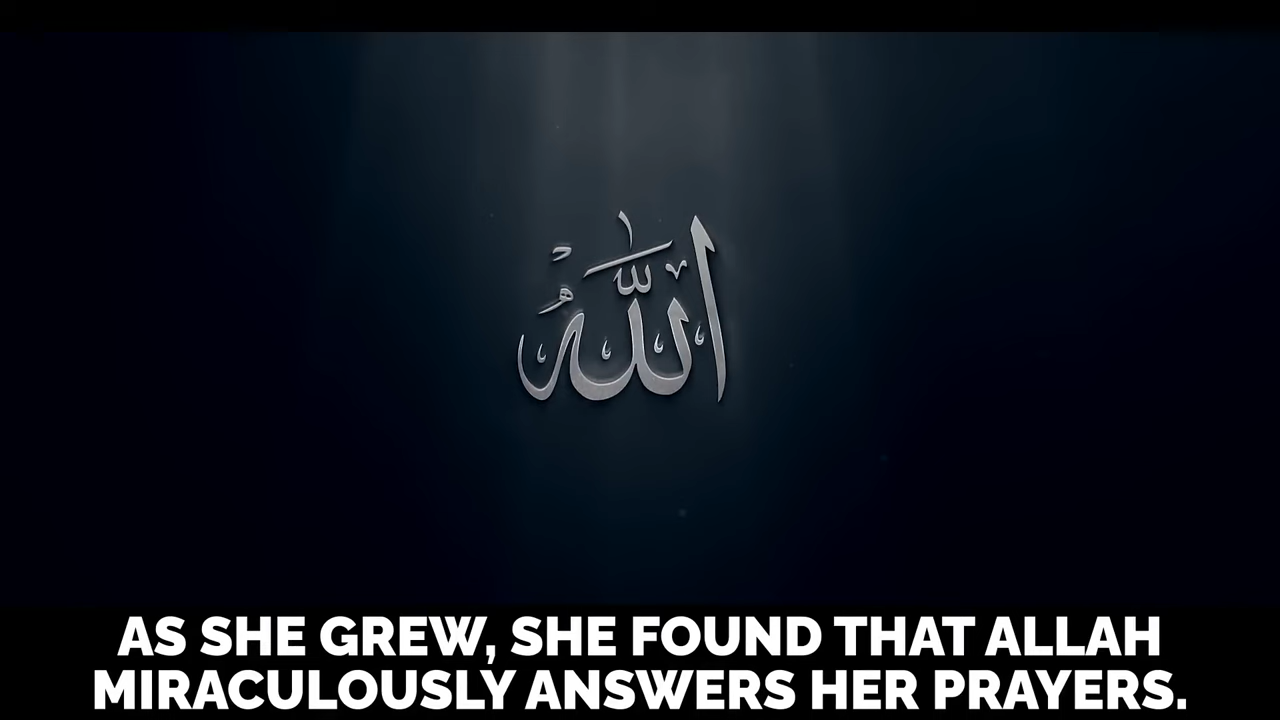 الله
AS SHE GREW, SHE FOUND THAT ALLAH
MIRACULOUSLY ANSWERS HER PRAYERS.